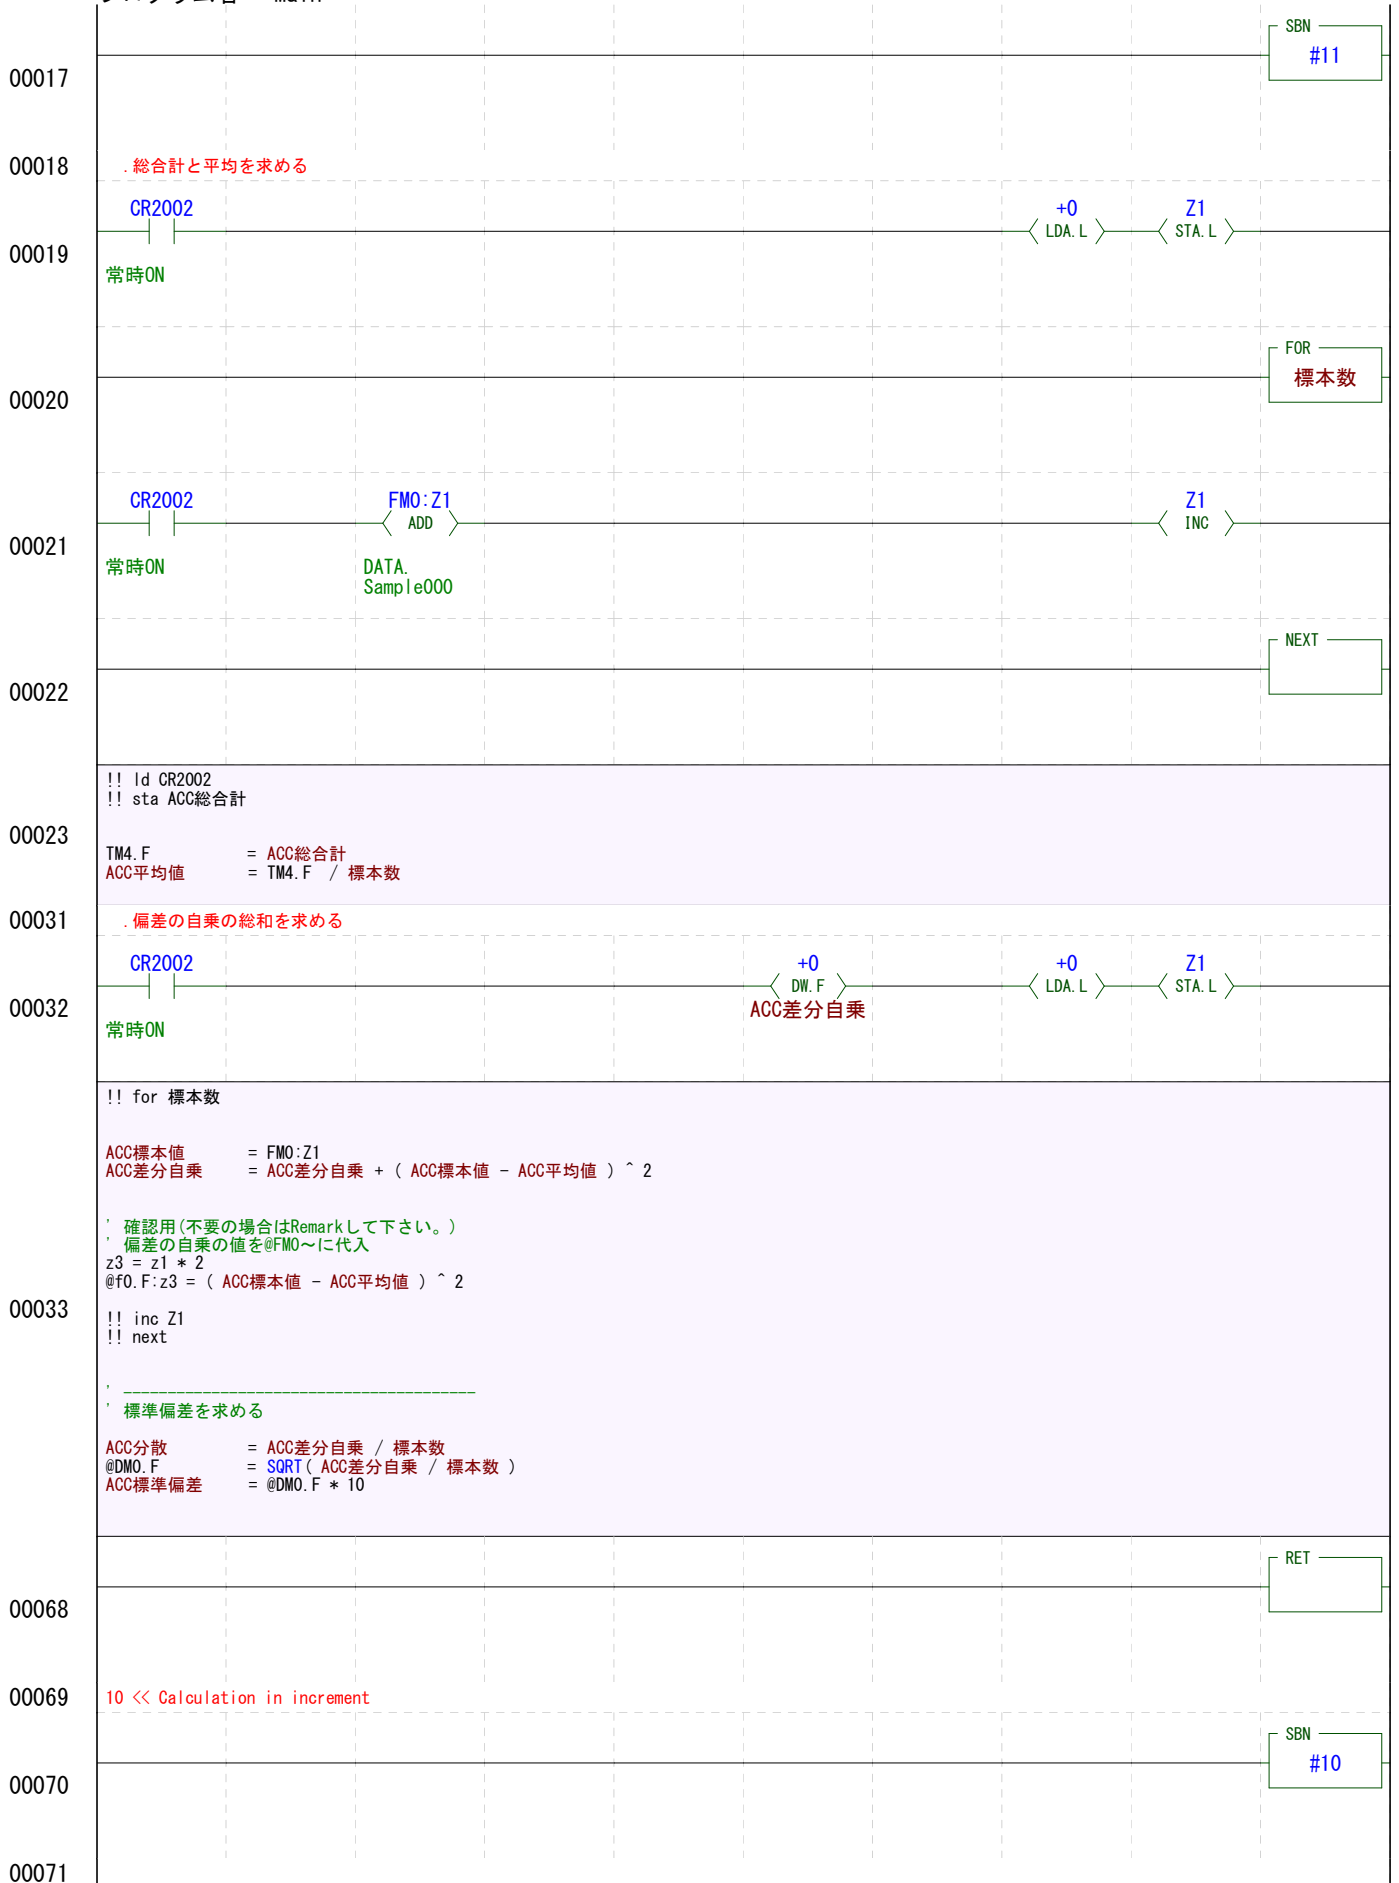 main
SBN
#11
00017
00018
.総合計と平均を求める
CR2002
+0
Z1
LDA.L
STA.L
00019
常時ON
FOR
標本数
00020
CR2002
FM0:Z1
Z1
ADD
INC
00021
常時ON
DATA.
Sample000
NEXT
00022
!! ld CR2002
!! sta ACC総合計
00023
TM4.F = ACC総合計
ACC平均値 = TM4.F / 標本数
00031
.偏差の自乗の総和を求める
CR2002
+0
+0
Z1
DW.F
LDA.L
STA.L
00032
ACC差分自乗
常時ON
!! for 標本数
ACC標本値 = FM0:Z1
ACC差分自乗 = ACC差分自乗 + ( ACC標本値 - ACC平均値 ) ^ 2
' 確認用(不要の場合はRemarkして下さい。)
' 偏差の自乗の値を@FM0～に代入
z3 = z1 * 2
@f0.F:z3 = ( ACC標本値 - ACC平均値 ) ^ 2
00033
!! inc Z1
!! next
' ----------------------------------------
' 標準偏差を求める
ACC分散 = ACC差分自乗 / 標本数
@DM0.F = SQRT( ACC差分自乗 / 標本数 )
ACC標準偏差 = @DM0.F * 10
RET
00068
00069
10 << Calculation in increment
SBN
#10
00070
00071